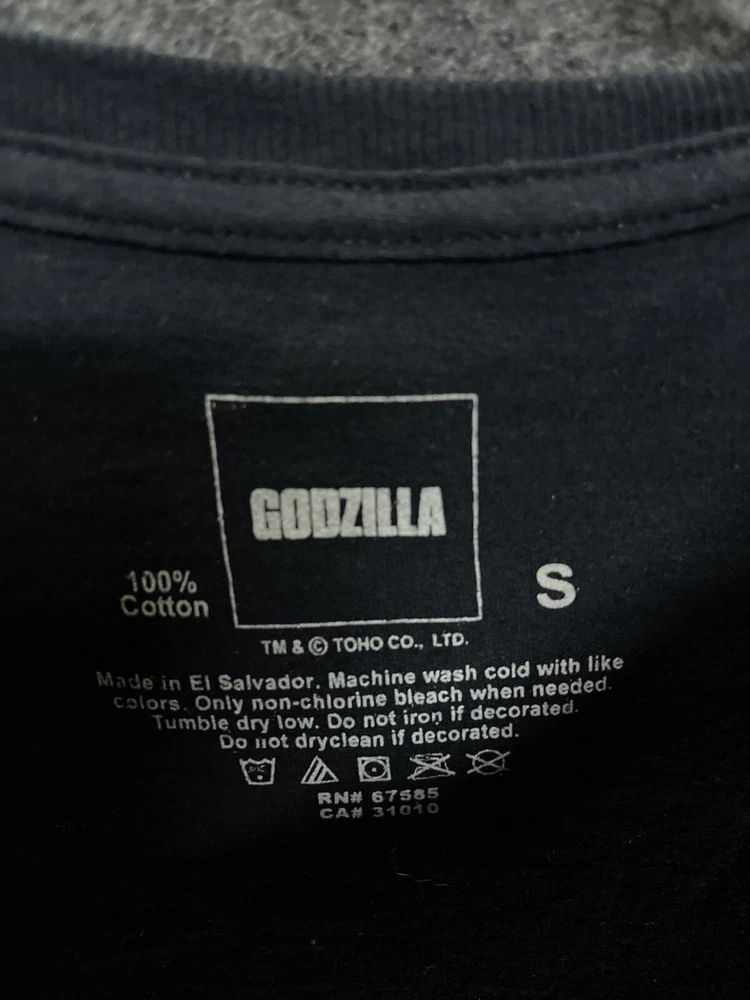 GODZILLA
100%
Cotton
S
TM & © TOHO CO., LTD.
Made in El Salvador. Machine wash cold with like
colors. Only non-chlorine bleach when needed.
Tumble dry low. Do not iron if decorated.
Do not dryclean if decorated.
RN# 67585
CA# 31010